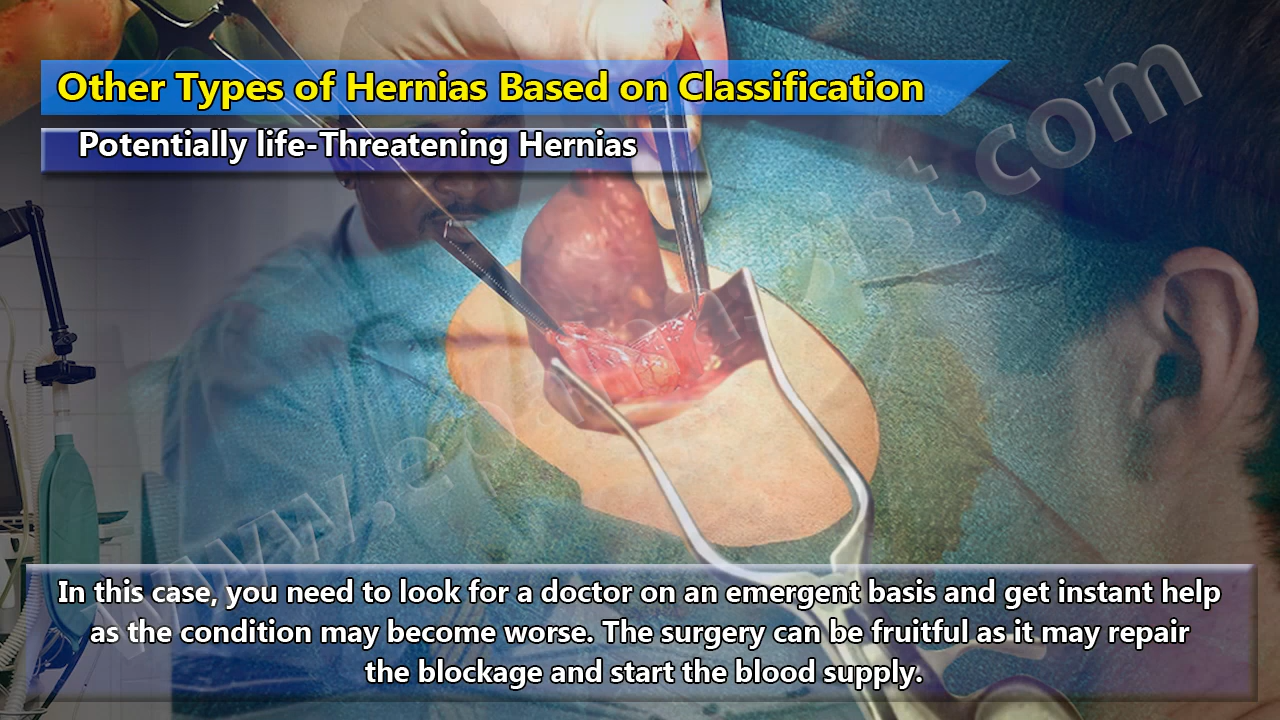 Other Types of Hernias Based on Classification
Potentially life-Threatening Hernias
In this case, you need to look for a doctor on an emergent basis and get instant help
as the condition may become worse. The surgery can be fruitful as it may repair
the blockage and start the blood supply.